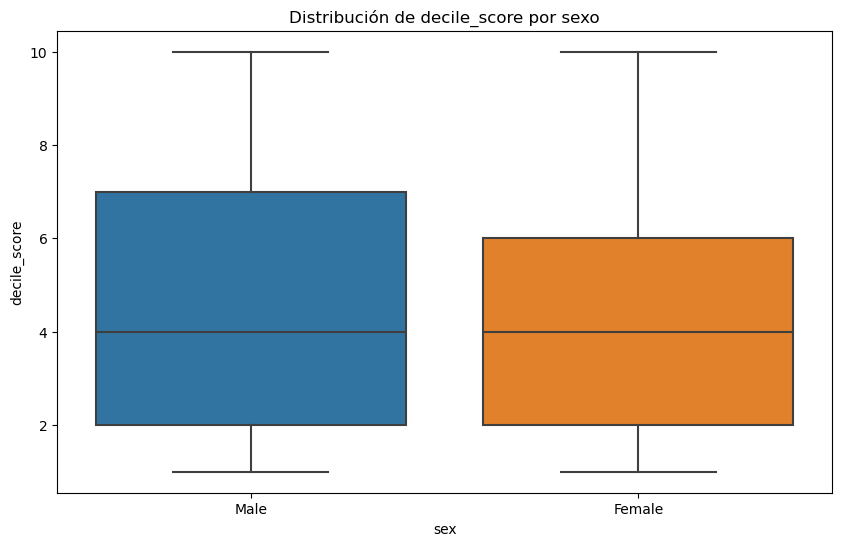 Distribución de decile_score por sexo
10
8
6
4
2
decile_score
Male
Female
sex